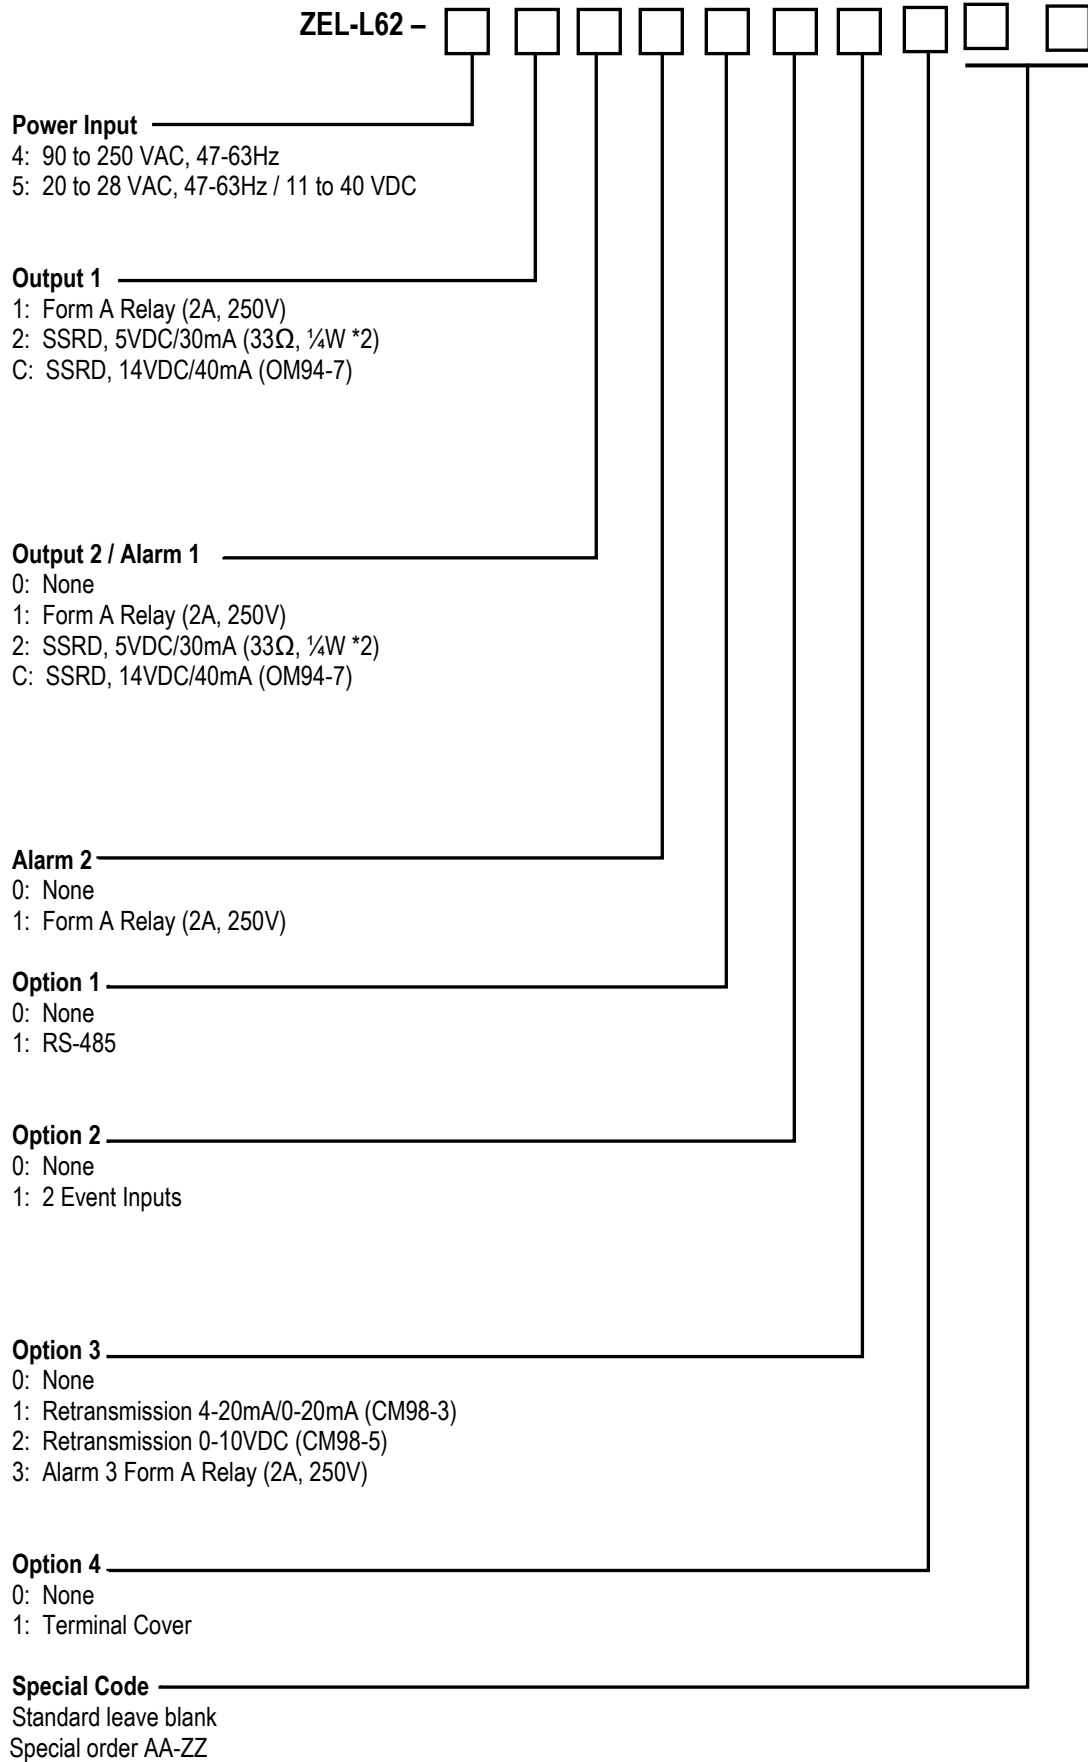 ZEL-L62 –
Power Input
4: 90 to 250 VAC, 47-63Hz
5: 20 to 28 VAC, 47-63Hz / 11 to 40 VDC
Output 1
1: Form A Relay (2A, 250V)
2: SSRD, 5VDC/30mA (33Ω, ¼W *2)
C: SSRD, 14VDC/40mA (OM94-7)
Output 2 / Alarm 1
0: None
1: Form A Relay (2A, 250V)
2: SSRD, 5VDC/30mA (33Ω, ¼W *2)
C: SSRD, 14VDC/40mA (OM94-7)
Alarm 2
0: None
1: Form A Relay (2A, 250V)
Option 1
0: None
1: RS-485
Option 2
0: None
1: 2 Event Inputs
Option 3
0: None
1: Retransmission 4-20mA/0-20mA (CM98-3)
2: Retransmission 0-10VDC (CM98-5)
3: Alarm 3 Form A Relay (2A, 250V)
Option 4
0: None
1: Terminal Cover
Special Code
Standard leave blank
Special order AA-ZZ